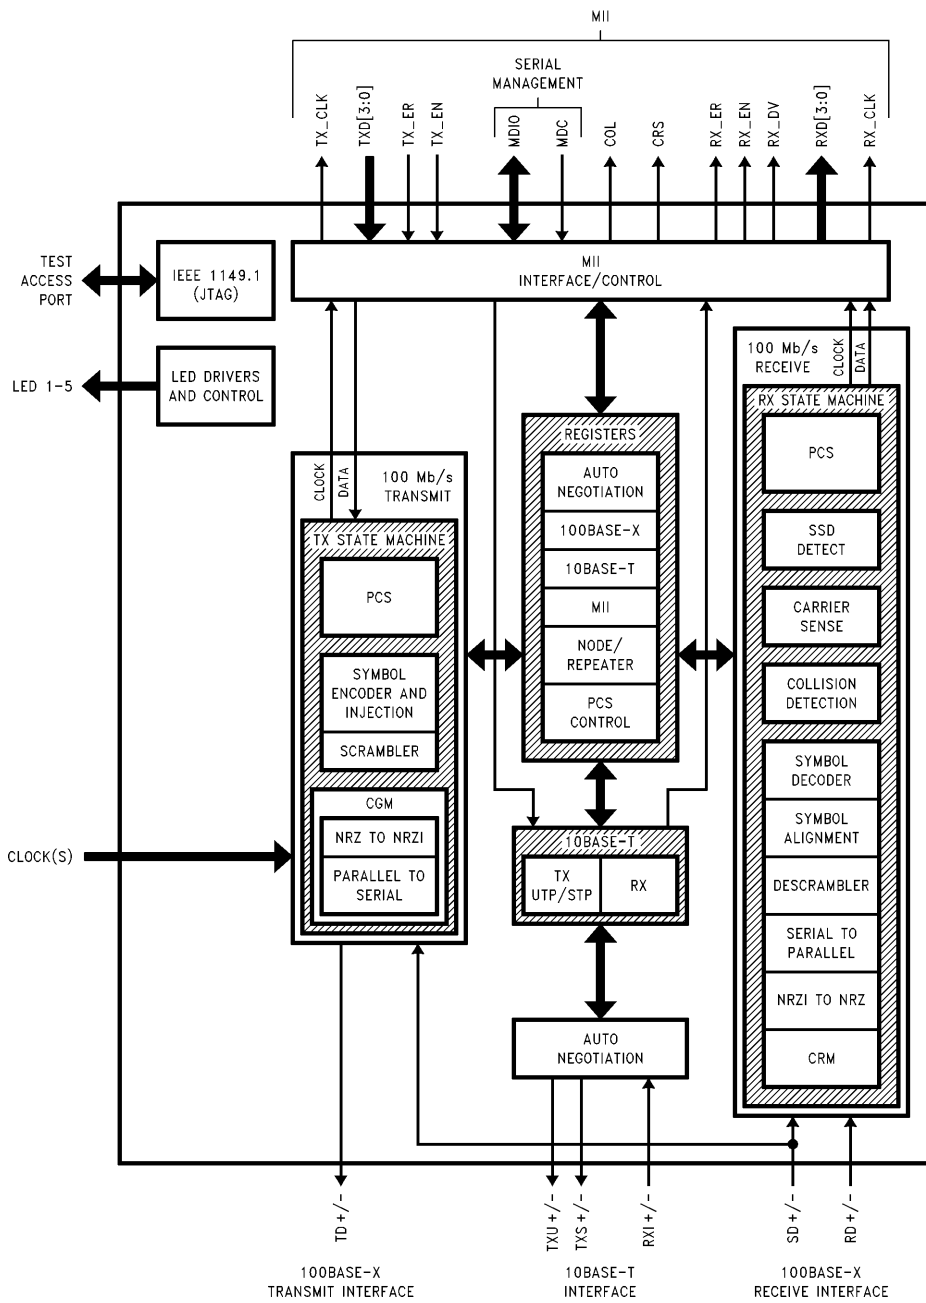 MII
SERIAL
MANAGEMENT
TX_CLK
TXD[3:0]
TX_ER
TX_EN
MDIO
MDC
COL
CRS
RX_ER
RX_EN
RX_DV
RXD[3:0]
RX_CLK
TEST
ACCESS
PORT
IEEE 1149.1
(JTAG)
MII
INTERFACE/CONTROL
LED 1-5
LED DRIVERS
AND CONTROL
100 Mb/s
RECEIVE
CLOCK
DATA
RX STATE MACHINE
PCS
SSD
DETECT
CARRIER
SENSE
COLLISION
DETECTION
SYMBOL
DECODER
SYMBOL
ALIGNMENT
DESCRAMBLER
SERIAL TO
PARALLEL
NRZI TO NRZ
CRM
REGISTERS
AUTO
NEGOTIATION
100BASE-X
10BASE-T
MII
NODE/
REPEATER
PCS
CONTROL
CLOCK
DATA
100 Mb/s
TRANSMIT
TX STATE MACHINE
PCS
SYMBOL
ENCODER AND
INJECTION
SCRAMBLER
CGM
NRZ TO NRZI
PARALLEL TO
SERIAL
CLOCK(S)
10BASE-T
TX
UTP/STP
RX
AUTO
NEGOTIATION
TD+/-
TXU+/-
TXS+/-
RXI+/-
SD+/-
RD+/-
100BASE-X
TRANSMIT INTERFACE
10BASE-T
INTERFACE
100BASE-X
RECEIVE INTERFACE